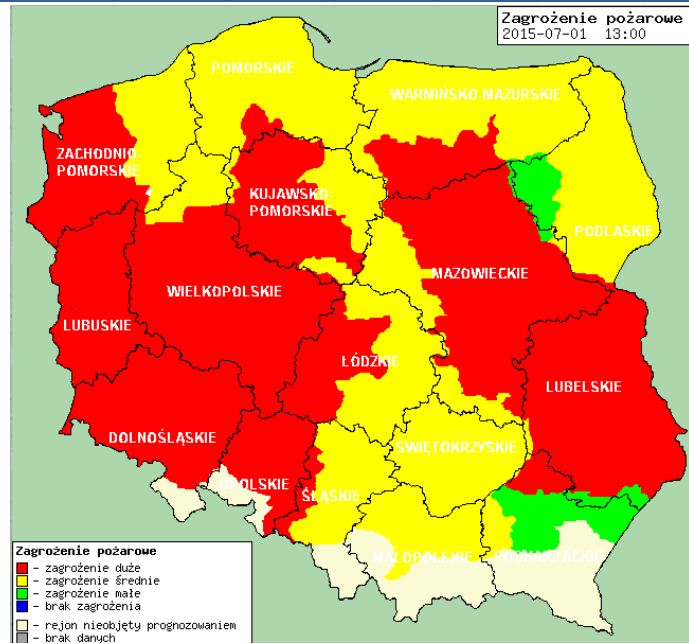 Zagrożenie pożarowe
2015-07-01 13:00
POMORSKIE
WARMIŃSKO-MAZURSKIE
ZACHODNIO-
POMORSKIE
KUJAWSKO-
POMORSKIE
PODLASKIE
MAZOWIECKIE
WIELKOPOLSKIE
LUBUSKIE
ŁÓDZKIE
LUBELSKIE
DOLNOŚLĄSKIE
ŚWIĘTOKRZYSKIE
OPOLSKIE
ŚLĄSKIE
MAŁOPOLSKIE
PODKARPACKIE
Zagrożenie pożarowe
- zagrożenie duże
- zagrożenie średnie
- zagrożenie małe
- brak zagrożenia
- rejon nieobjęty prognozowaniem
- brak danych